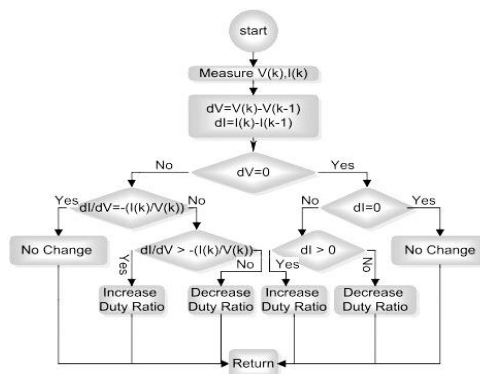 start
Measure V(k),I(k)
dV=V(k)-V(k-1)
dI=I(k)-I(k-1)
No
dV=0
Yes
Yes
dI/dV=-(I(k)/V(k))
No
No
dI=0
Yes
No Change
dI/dV > -(I(k)/V(k))
dI > 0
No Change
Yes
No
Yes
No
Increase
Duty Ratio
Decrease
Duty Ratio
Increase
Duty Ratio
Decrease
Duty Ratio
Return